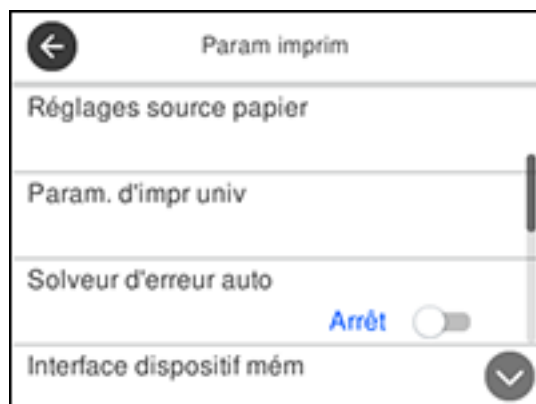 Param imprim
Réglages source papier
Param. d'impr univ
Solveur d'erreur auto
Arrêt
Interface dispositif mém